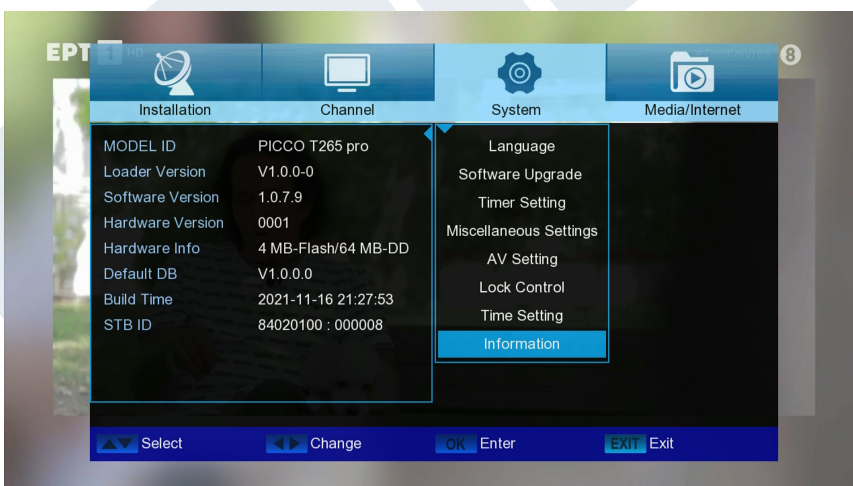 ΕΡΤ 1 HD
8
Installation
Channel
System
Media/Internet
MODEL ID PICCO T265 pro
Loader Version V1.0.0-0
Software Version 1.0.7.9
Hardware Version 0001
Hardware Info 4 MB-Flash/64 MB-DD
Default DB V1.0.0.0
Build Time 2021-11-16 21:27:53
STB ID 84020100 : 000008
Language
Software Upgrade
Timer Setting
Miscellaneous Settings
AV Setting
Lock Control
Time Setting
Information
Select
Change
OK Enter
EXIT Exit